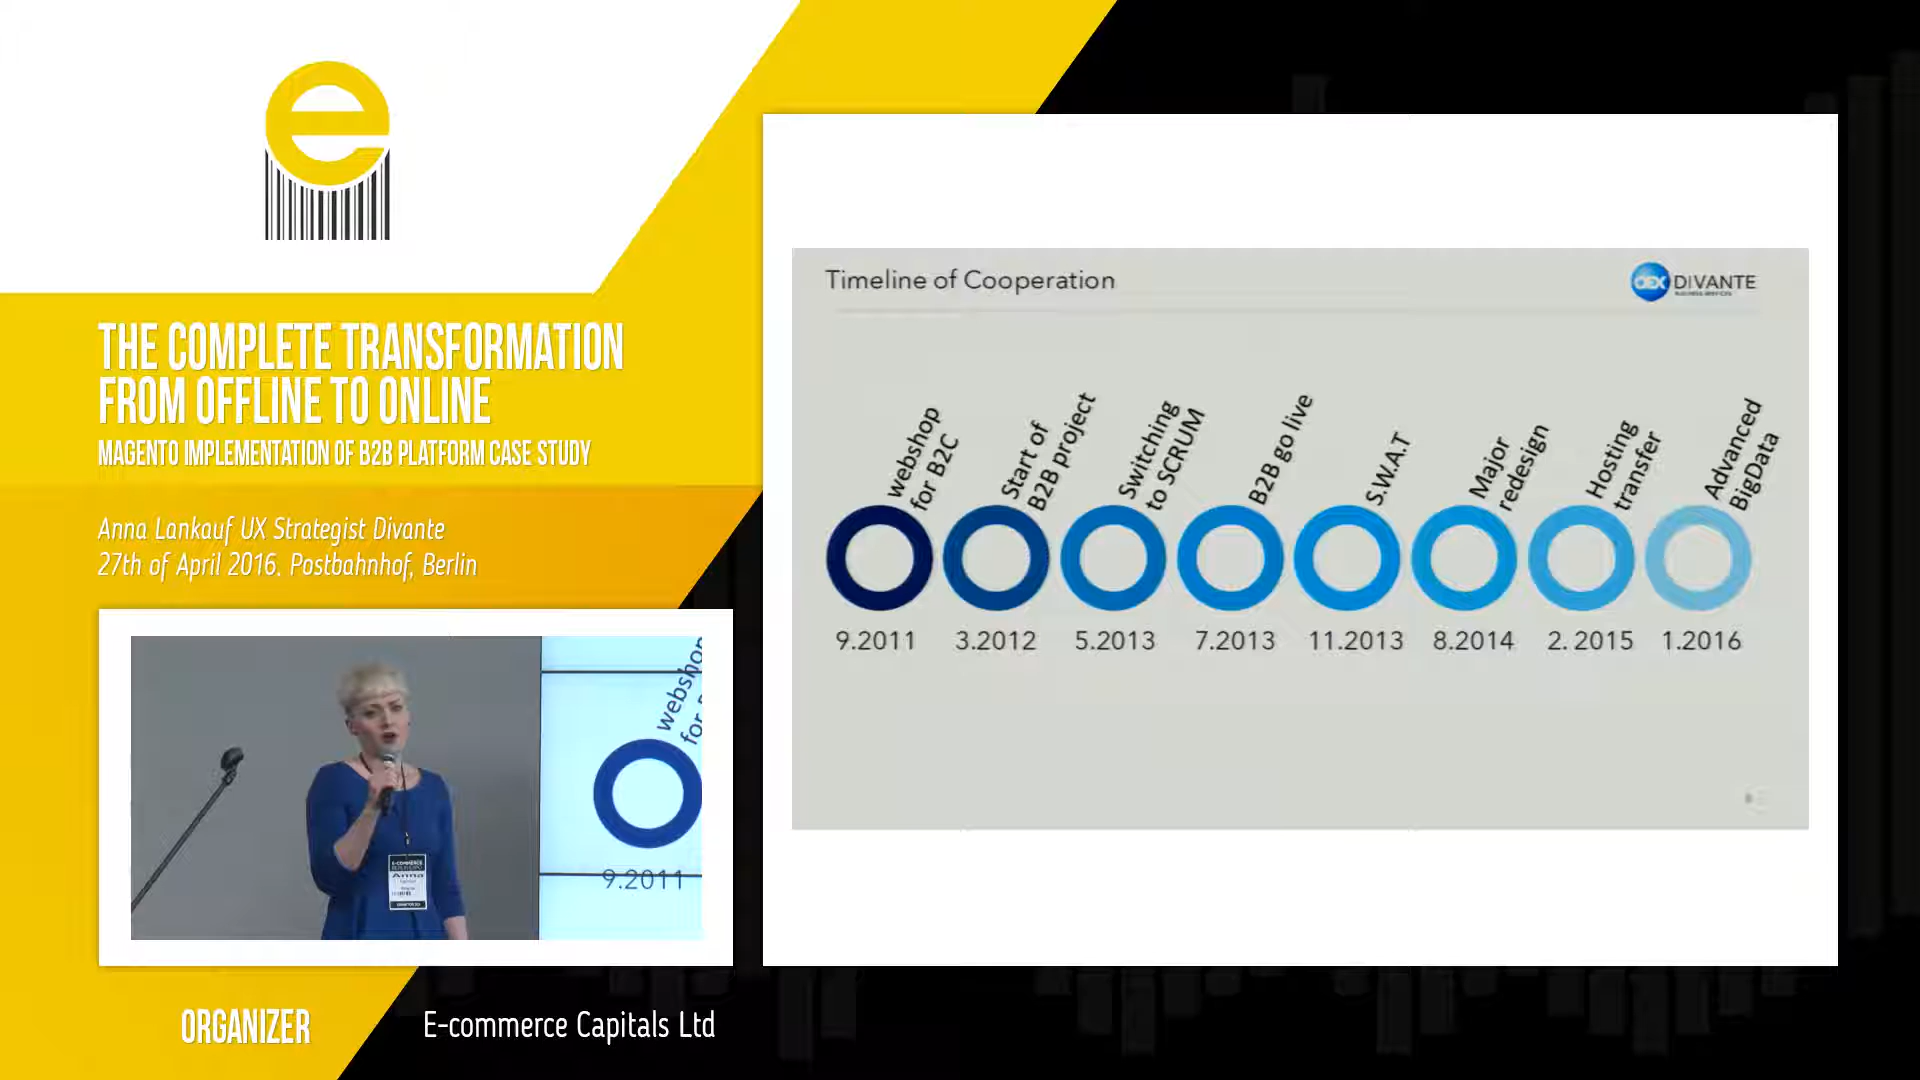 THE COMPLETE TRANSFORMATION
FROM OFFLINE TO ONLINE
MAGENTO IMPLEMENTATION OF B2B PLATFORM CASE STUDY
Anna Lankauf UX Strategist Divante
27th of April 2016. Postbahnhof, Berlin
webshop
for
9.2011
E-COMMERCE
Anna
ORGANIZER
E-commerce Capitals Ltd
Timeline of Cooperation
OEX DIVANTE
webshop
for B2C
Start of
B2B project
Switching
to SCRUM
B2B go live
S.W.A.T
Major
redesign
Hosting
transfer
Advanced
BigData
9.2011
3.2012
5.2013
7.2013
11.2013
8.2014
2. 2015
1.2016